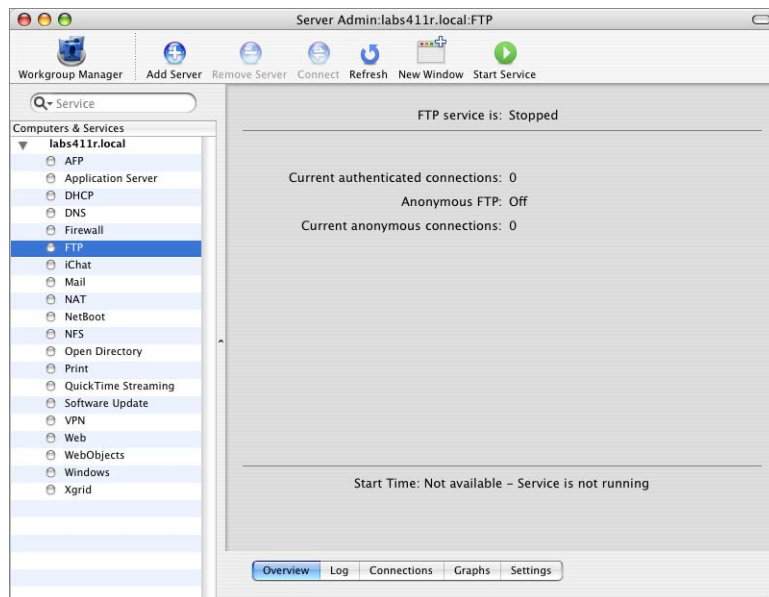 Server Admin:labs411r.local:FTP
Workgroup Manager Add Server Remove Server Connect Refresh New Window Start Service
Service
Computers & Services
labs411r.local
AFP
Application Server
DHCP
DNS
Firewall
FTP
iChat
Mail
NAT
NetBoot
NFS
Open Directory
Print
QuickTime Streaming
Software Update
VPN
Web
WebObjects
Windows
Xgrid
FTP service is: Stopped
Current authenticated connections: 0
Anonymous FTP: Off
Current anonymous connections: 0
Start Time: Not available – Service is not running
Overview Log Connections Graphs Settings